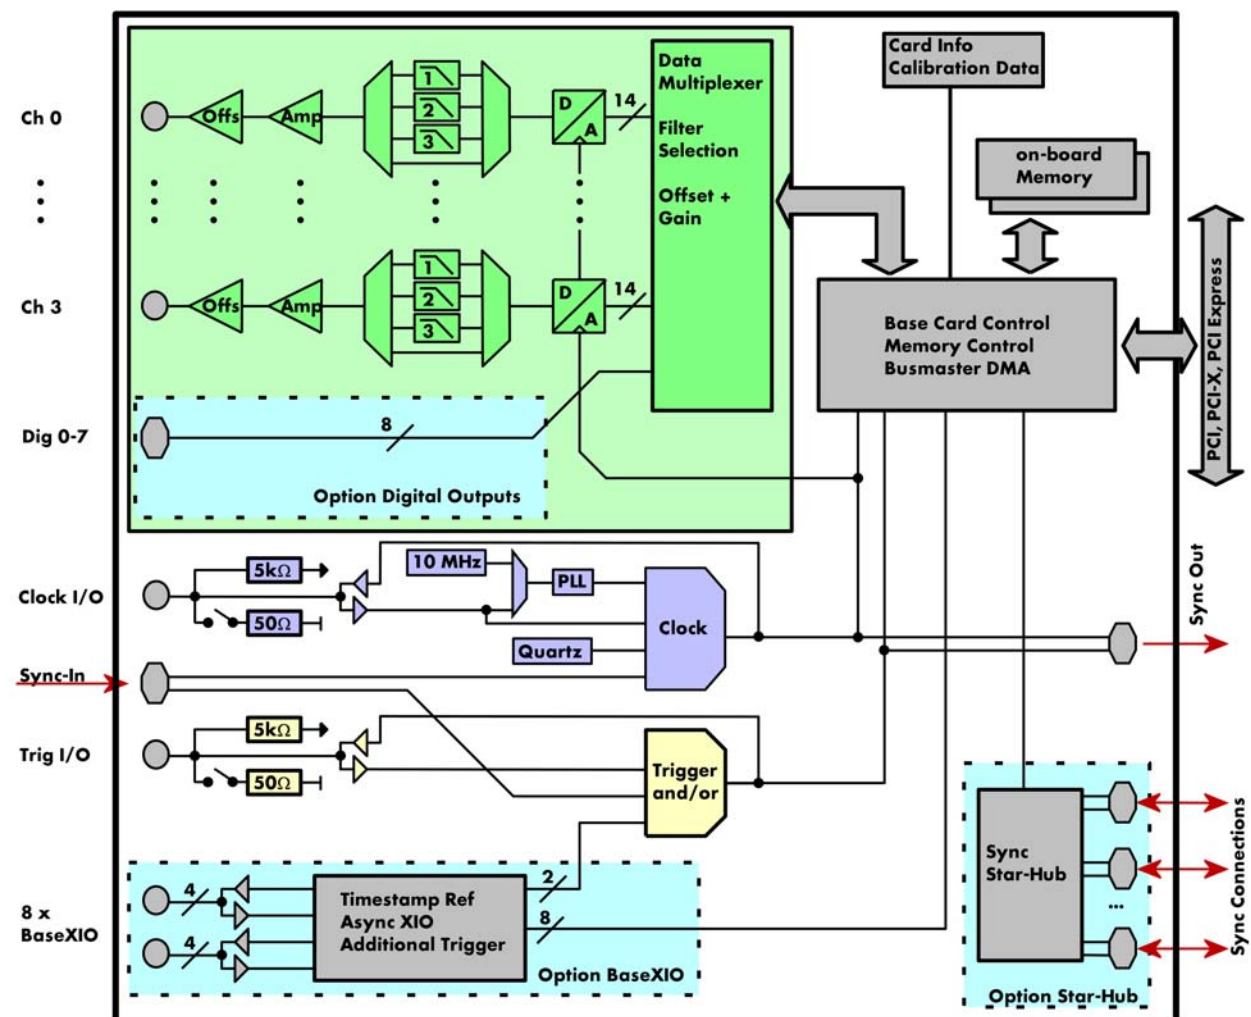 Card Info
Calibration Data
on-board
Memory
PCI, PCI-X, PCI Express
Base Card Control
Memory Control
Busmaster DMA
Data
Multiplexer
Filter
Selection
Offset +
Gain
Ch 0
Offs
Amp
1
2
3
D
A
14
Ch 3
Offs
Amp
1
2
3
D
A
14
Dig 0-7
8
Option Digital Outputs
Clock I/O
5kΩ
50Ω
10 MHz
PLL
Quartz
Clock
Sync Out
Sync-In
Trig I/O
5kΩ
50Ω
Trigger
and/or
8 x
BaseXIO
4
4
Timestamp Ref
Async XIO
Additional Trigger
2
8
Option BaseXIO
Sync
Star-Hub
...
Option Star-Hub
Sync Connections